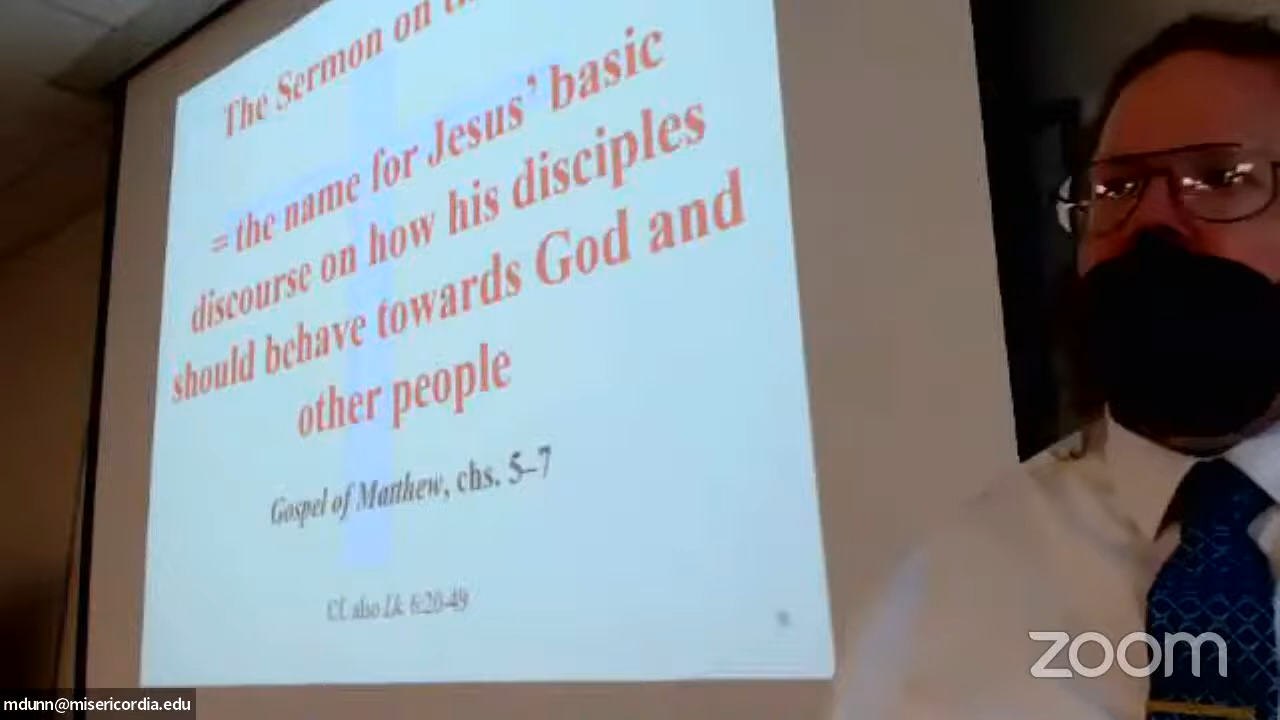 The Sermon on
= the name for Jesus' basic
discourse on how his disciples
should behave towards God and
other people
Gospel of Matthew, chs. 5–7
Cf. also Lk 6:20-49
zoom
mdunn@misericordia.edu